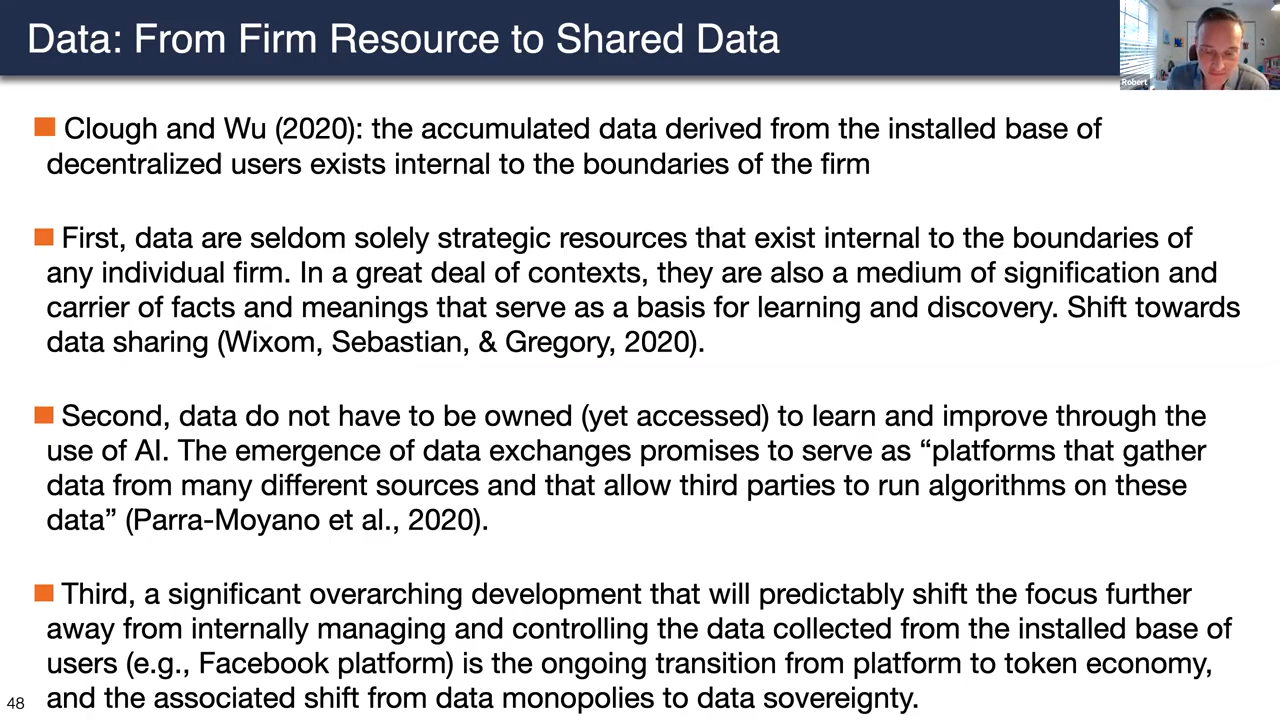 Data: From Firm Resource to Shared Data
Robert
Clough and Wu (2020): the accumulated data derived from the installed base of
decentralized users exists internal to the boundaries of the firm
First, data are seldom solely strategic resources that exist internal to the boundaries of
any individual firm. In a great deal of contexts, they are also a medium of signification and
carrier of facts and meanings that serve as a basis for learning and discovery. Shift towards
data sharing (Wixom, Sebastian, & Gregory, 2020).
Second, data do not have to be owned (yet accessed) to learn and improve through the
use of AI. The emergence of data exchanges promises to serve as “platforms that gather
data from many different sources and that allow third parties to run algorithms on these
data” (Parra-Moyano et al., 2020).
Third, a significant overarching development that will predictably shift the focus further
away from internally managing and controlling the data collected from the installed base of
users (e.g., Facebook platform) is the ongoing transition from platform to token economy,
and the associated shift from data monopolies to data sovereignty.
48